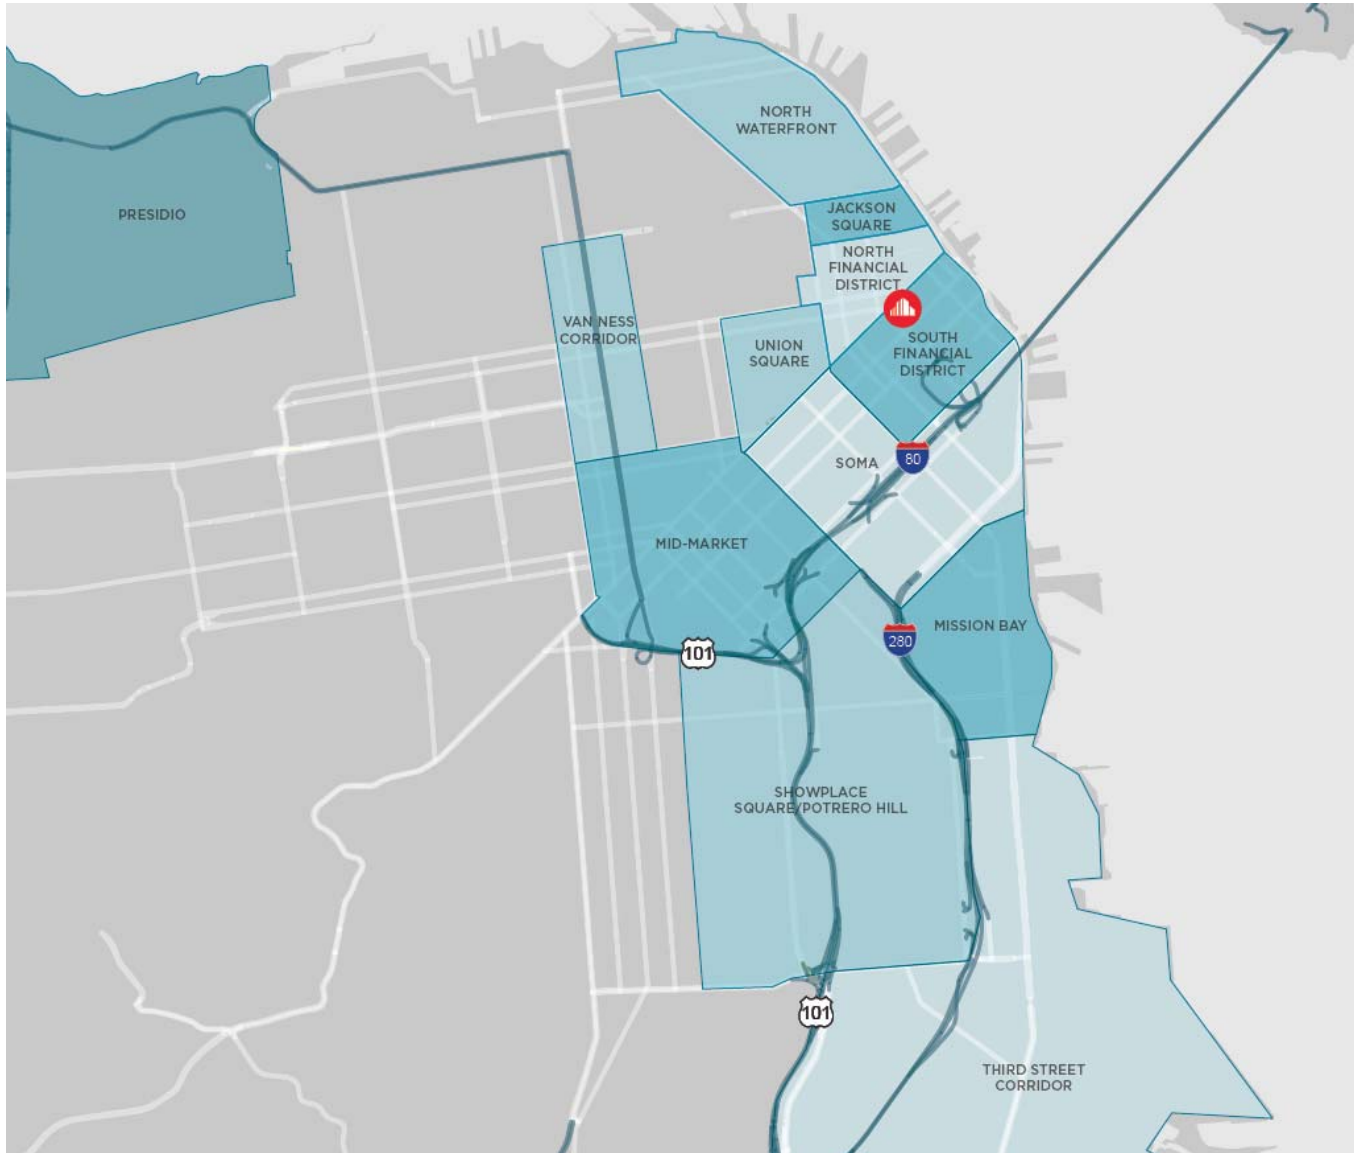 NORTH
WATERFRONT
PRESIDIO
JACKSON
SQUARE
NORTH
FINANCIAL
DISTRICT
VAN NESS
CORRIDOR
UNION
SQUARE
SOUTH
FINANCIAL
DISTRICT
SOMA
80
MID-MARKET
MISSION BAY
280
101
SHOWPLACE
SQUARE/POTRERO HILL
101
THIRD STREET
CORRIDOR